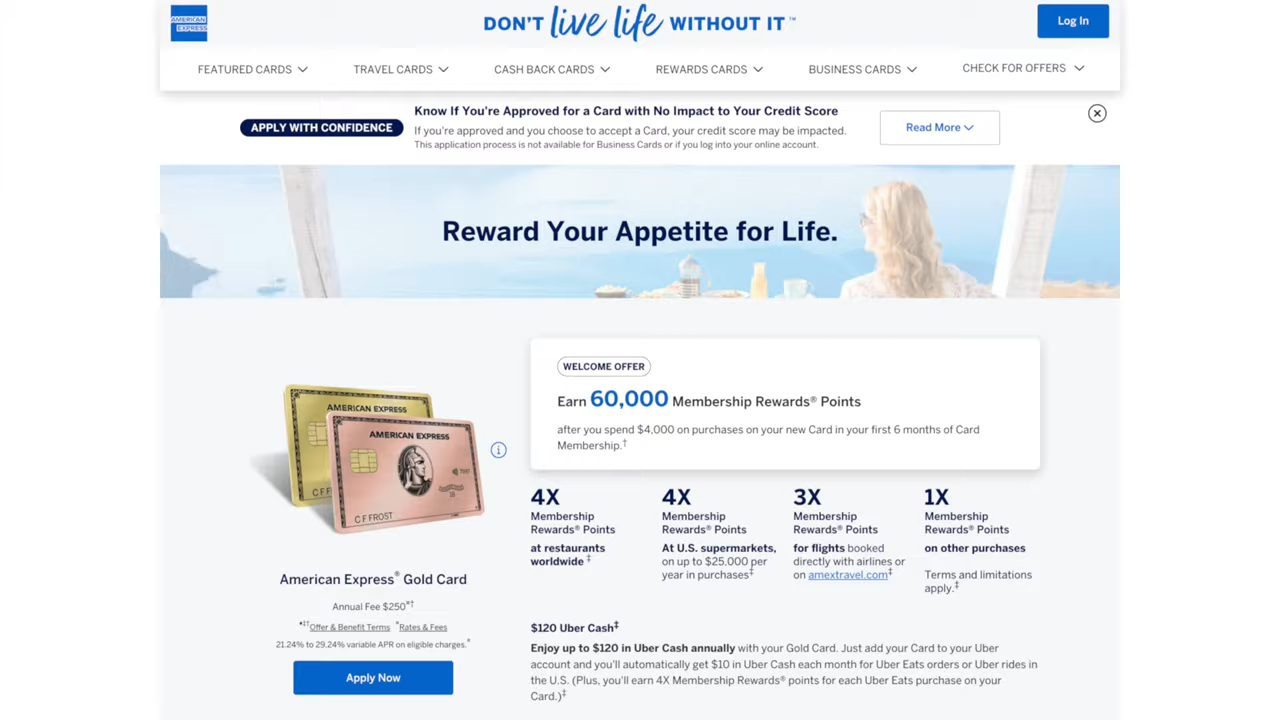 AMERICAN
EXPRESS
DON'T live life WITHOUT IT™
Log In
FEATURED CARDS
TRAVEL CARDS
CASH BACK CARDS
REWARDS CARDS
BUSINESS CARDS
CHECK FOR OFFERS
APPLY WITH CONFIDENCE
Know If You're Approved for a Card with No Impact to Your Credit Score
If you're approved and you choose to accept a Card, your credit score may be impacted.
This application process is not available for Business Cards or if you log into your online account.
Read More
Reward Your Appetite for Life.
AMERICAN EXPRESS
C F F
AMERICAN EXPRESS
C F FROST
American Express® Gold Card
Annual Fee $250¤†
*‡†Offer & Benefit Terms ¤Rates & Fees
21.24% to 29.24% variable APR on eligible charges.¤
Apply Now
WELCOME OFFER
Earn 60,000 Membership Rewards® Points
after you spend $4,000 on purchases on your new Card in your first 6 months of Card
Membership.†
4X
Membership
Rewards® Points
at restaurants
worldwide ‡
4X
Membership
Rewards® Points
At U.S. supermarkets,
on up to $25,000 per
year in purchases‡
3X
Membership
Rewards® Points
for flights booked
directly with airlines or
on amextravel.com‡
1X
Membership
Rewards® Points
on other purchases
Terms and limitations
apply.‡
$120 Uber Cash‡
Enjoy up to $120 in Uber Cash annually with your Gold Card. Just add your Card to your Uber
account and you'll automatically get $10 in Uber Cash each month for Uber Eats orders or Uber rides in
the U.S. (Plus, you'll earn 4X Membership Rewards® points for each Uber Eats purchase on your
Card.)‡